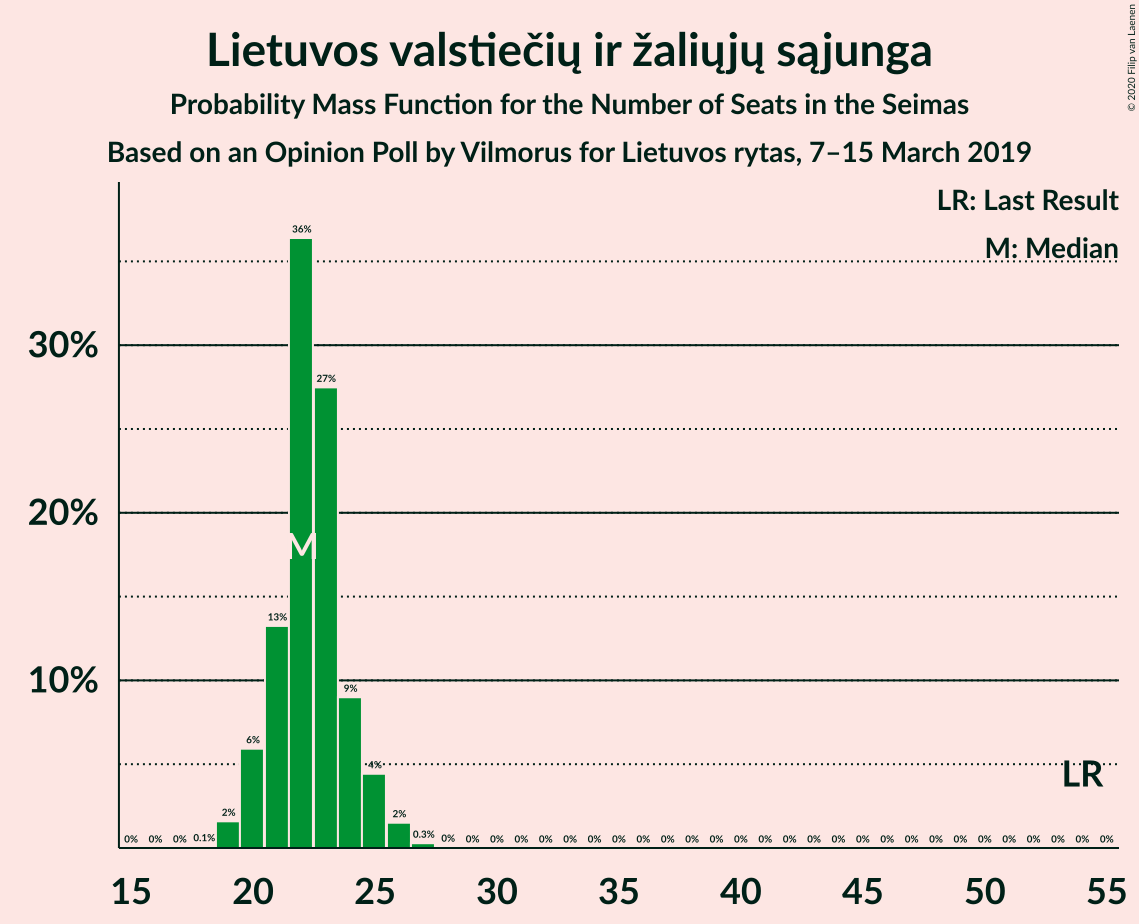 Lietuvos valstiečių ir žaliųjų sąjunga
Probability Mass Function for the Number of Seats in the Seimas
Based on an Opinion Poll by Vilmorus for Lietuvos rytas, 7–15 March 2019
© 2020 Filip van Laenen
LR: Last Result
M: Median
30%
20%
10%
0% 0% 0% 0.1% 2% 6% 13% 36% 27% 9% 4% 2% 0.3% 0% 0% 0% 0% 0% 0% 0% 0% 0% 0% 0% 0% 0% 0% 0% 0% 0% 0% 0% 0% 0% 0% 0% 0% 0% 0% 0% 0%
M
LR
15 20 25 30 35 40 45 50 55